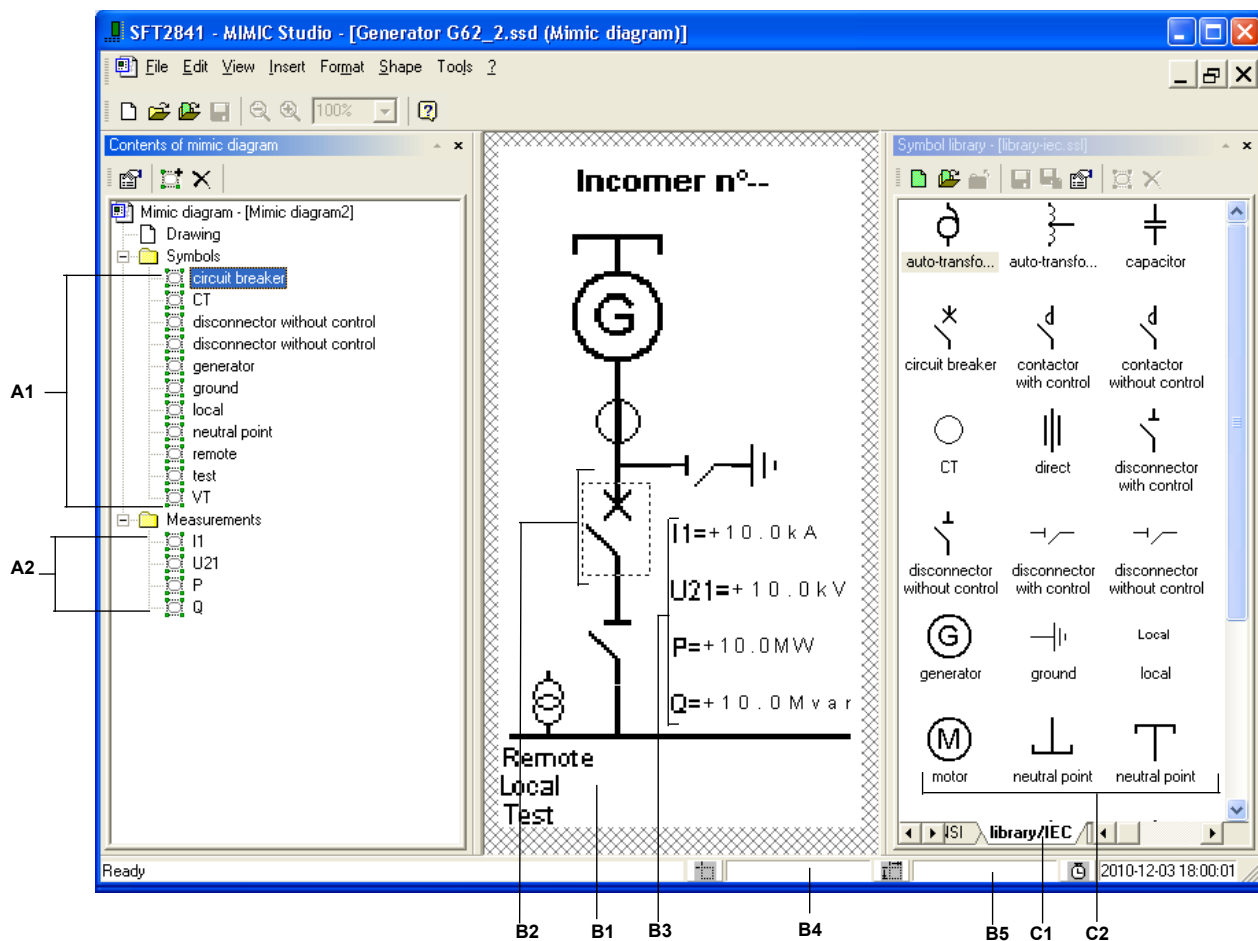 SFT2841 - MIMIC Studio - [Generator G62_2.ssd (Mimic diagram)]
File Edit View Insert Format Shape Tools ?
100%
Contents of mimic diagram
Mimic diagram - [Mimic diagram2]
Drawing
Symbols
circuit breaker
CT
disconnector without control
disconnector without control
generator
ground
local
neutral point
remote
test
VT
Measurements
I1
U21
P
Q
A1
A2
Incomer n°--
G
I1=+10.0kA
U21=+10.0kV
P=+10.0MW
Q=+10.0Mvar
Remote
Local
Test
Symbol library - [library-iec.ssl]
auto-transfo... auto-transfo... capacitor
circuit breaker contactor with control contactor without control
CT direct disconnector with control
disconnector without control disconnector with control disconnector without control
G Local
generator ground local
M
motor neutral point neutral point
NSI library/IEC
Ready 2010-12-03 18:00:01
B2 B1 B3 B4 B5 C1 C2